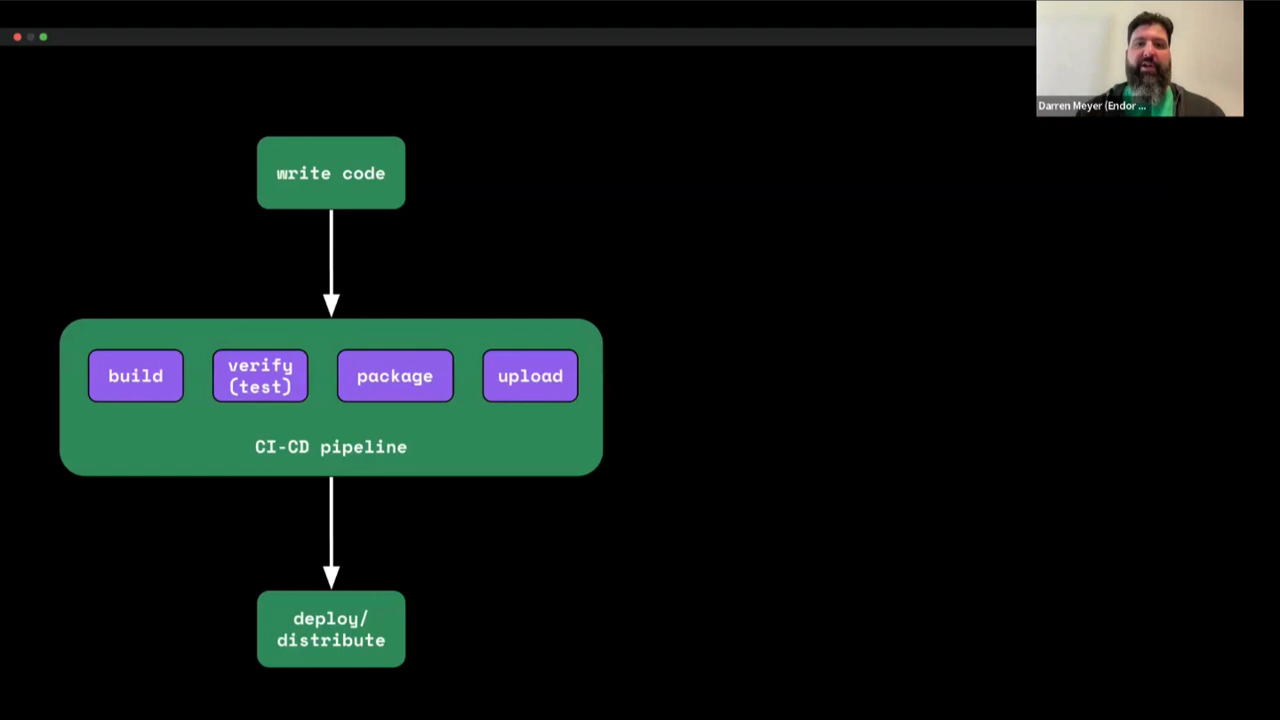 Darren Meyer (Endor ...
write code
build
verify
(test)
package
upload
CI-CD pipeline
deploy/
distribute